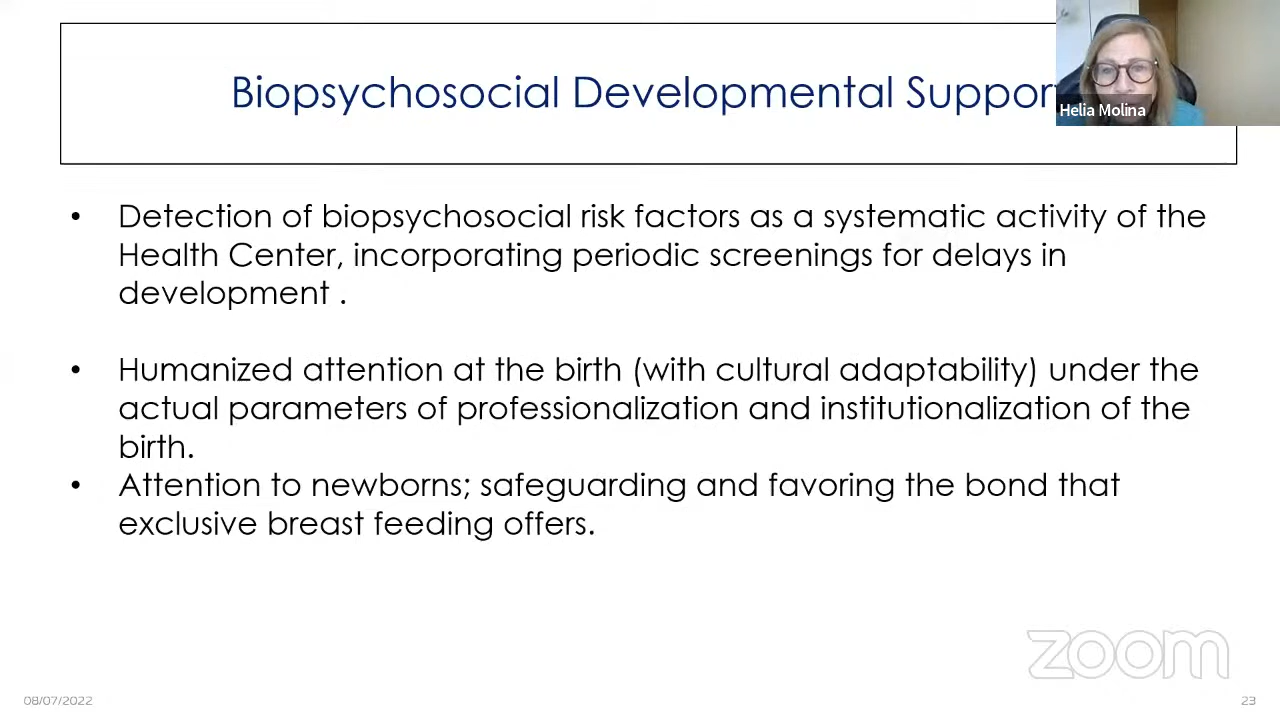 Biopsychosocial Developmental Suppor
Helia Molina
• Detection of biopsychosocial risk factors as a systematic activity of the
Health Center, incorporating periodic screenings for delays in
development .
• Humanized attention at the birth (with cultural adaptability) under the
actual parameters of professionalization and institutionalization of the
birth.
• Attention to newborns; safeguarding and favoring the bond that
exclusive breast feeding offers.
zoom
08/07/2022
23